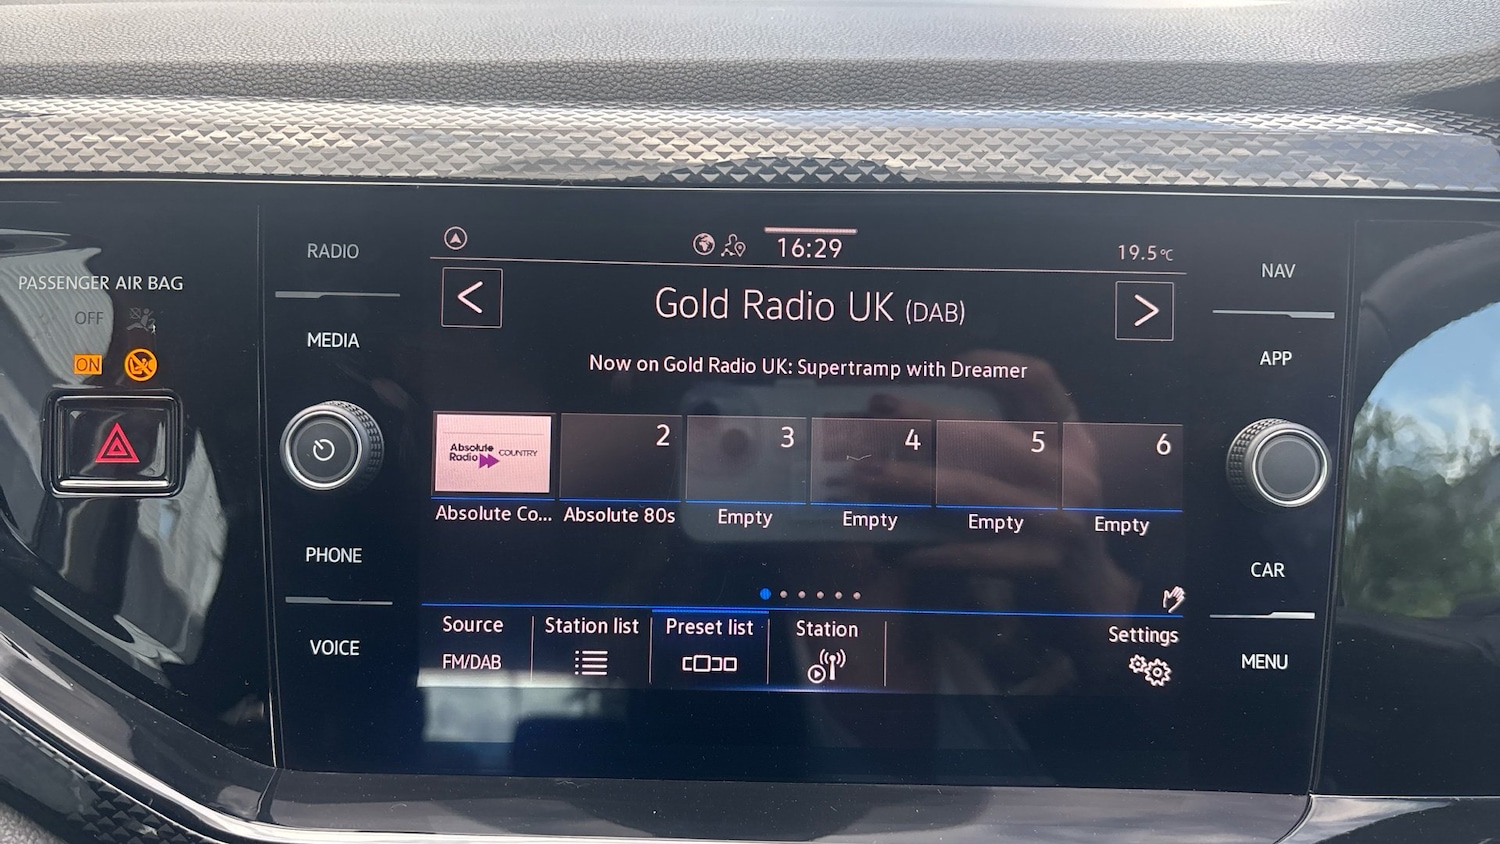 PASSENGER AIR BAG
OFF
ON
RADIO
MEDIA
PHONE
VOICE
16:29
19.5°C
<
Gold Radio UK (DAB)
>
Now on Gold Radio UK: Supertramp with Dreamer
Absolute Radio COUNTRY
2
3
4
5
6
Absolute Co...
Absolute 80s
Empty
Empty
Empty
Empty
Source
FM/DAB
Station list
Preset list
Station
Settings
NAV
APP
CAR
MENU